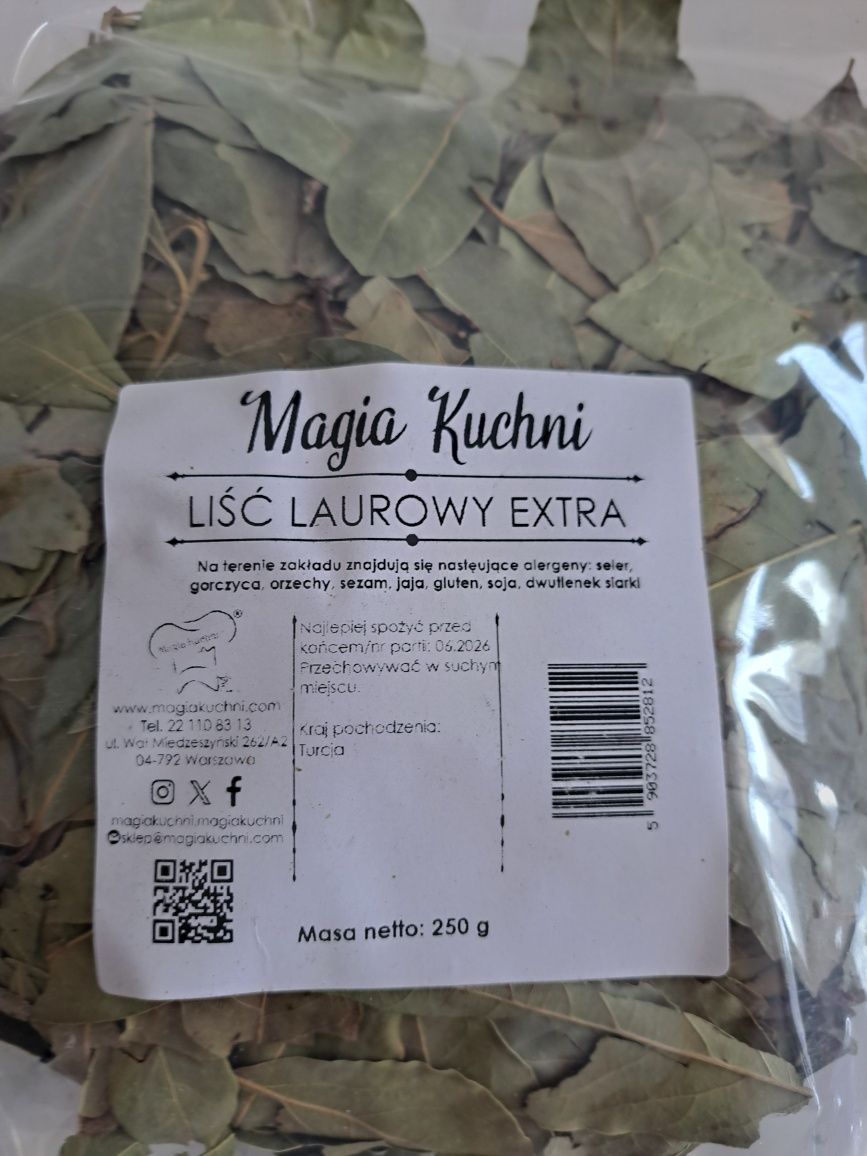 Magia Kuchni
LIŚĆ LAUROWY EXTRA
Na terenie zakładu znajdują się nastęujące alergeny: seler,
gorczyca, orzechy, sezam, jaja, gluten, soja, dwutlenek siarki
Magia Kuchni ®
www.magiakuchni.com
Tel. 22 110 83 13
ul. Wał Miedzeszyński 262/A2
04-792 Warszawa
magiakuchni.magiakuchni
sklep@magiakuchni.com
Najlepiej spożyć przed
końcem/nr partii: 06.2026
Przechowywać w suchym
miejscu.
Kraj pochodzenia:
Turcja
5 903728 852812
Masa netto: 250 g